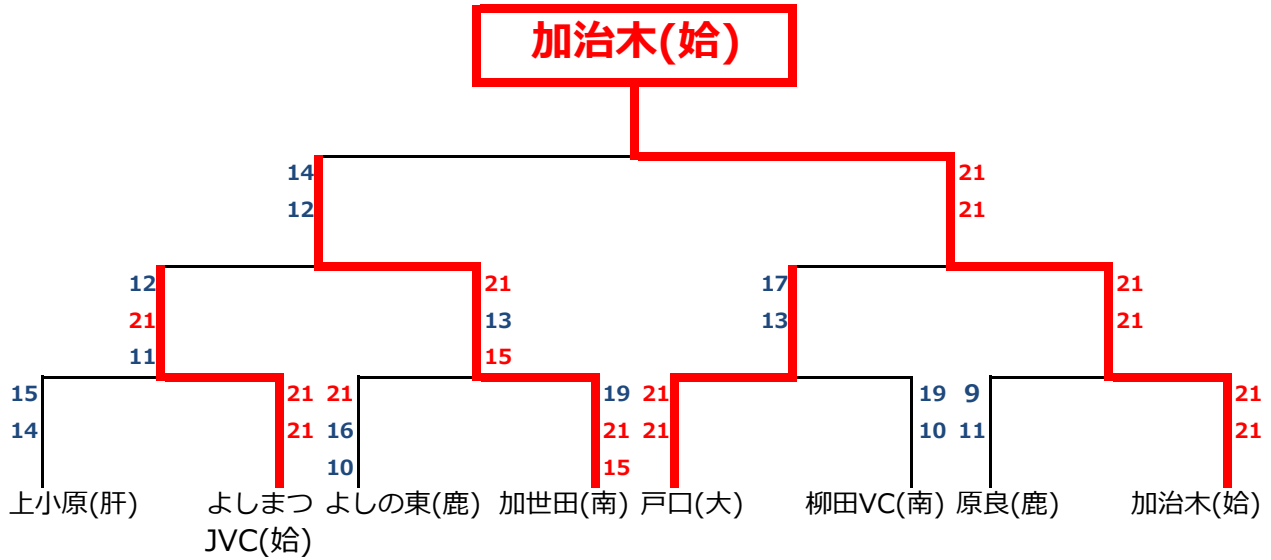 加治木(姶)
14 21
12 21
12 21 17 21
21 13 13 21
11 15
15 21 21 19 21 19 9 21
14 21 16 21 21 10 11 21
10 15
上小原(肝) よしまつ よしの東(鹿) 加世田(南) 戸口(大) 柳田VC(南) 原良(鹿) 加治木(姶)
JVC(姶)